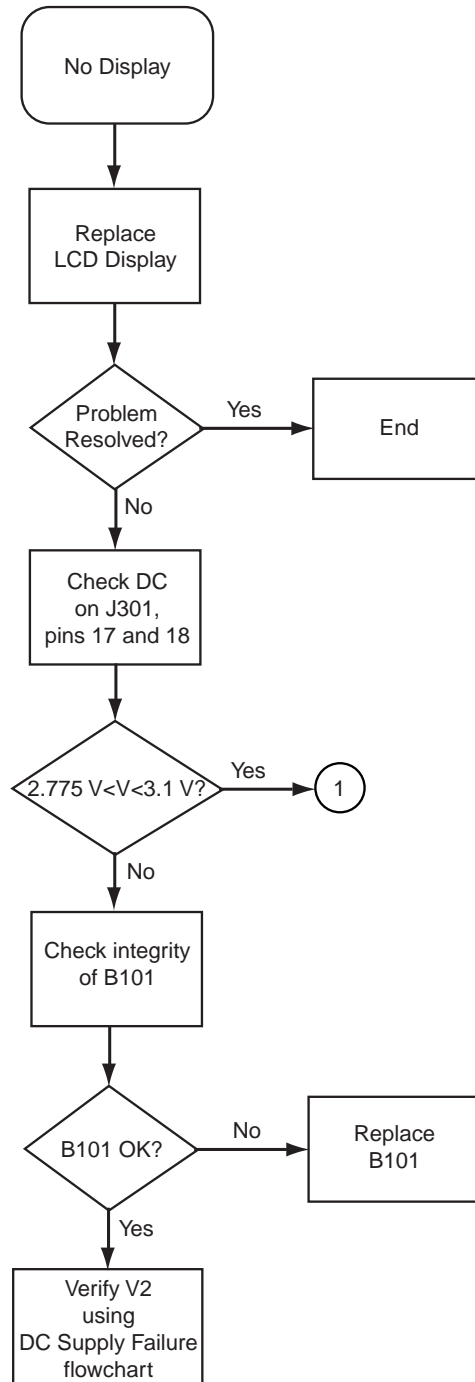 No Display
Replace
LCD Display
Problem
Resolved?
Yes
End
No
Check DC
on J301,
pins 17 and 18
2.775 V<V<3.1 V?
Yes
1
No
Check integrity
of B101
B101 OK?
No
Replace
B101
Yes
Verify V2
using
DC Supply Failure
flowchart